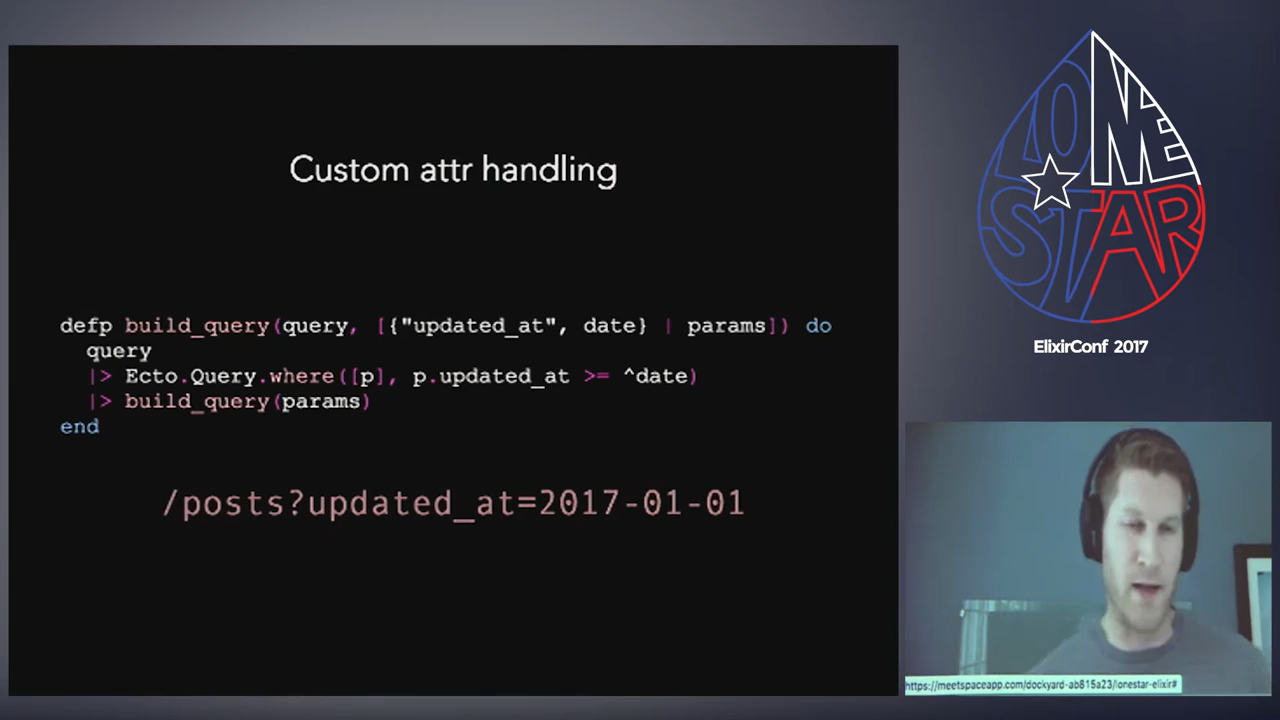 Custom attr handling
defp build_query(query, [{"updated_at", date} | params]) do
query
|> Ecto.Query.where([p], p.updated_at >= ^date)
|> build_query(params)
end
/posts?updated_at=2017-01-01
LONE
STAR
ElixirConf 2017
https://meetspaceapp.com/dockyard-ab815a23/lonestar-elixir#